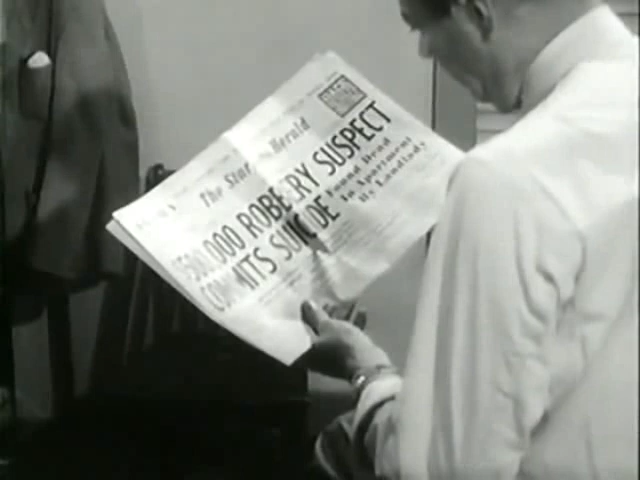 The Star Herald
$500,000 ROBBERY SUSPECT
COMMITS SUICIDE
Found Dead
In Apartment
By Landlady